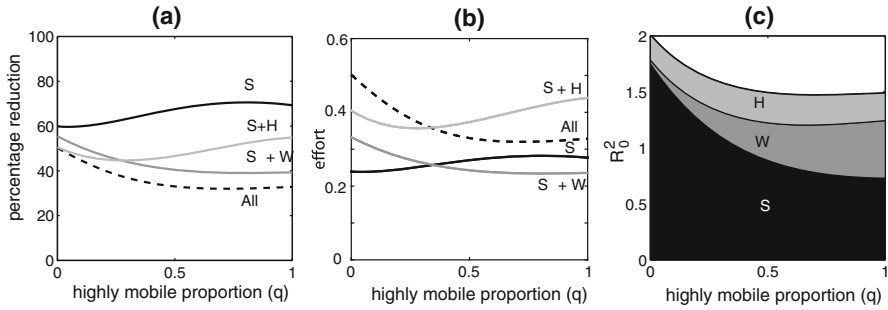 (a)
100
80
60
40
20
0
percentage reduction
S
S+H
S + W
All
0
0.5
1
highly mobile proportion (q)
(b)
0.6
0.4
0.2
0
effort
S + H
All
S
S + W
0
0.5
1
highly mobile proportion (q)
(c)
2
1.5
1
0.5
0
R₀²
H
W
S
0
0.5
1
highly mobile proportion (q)